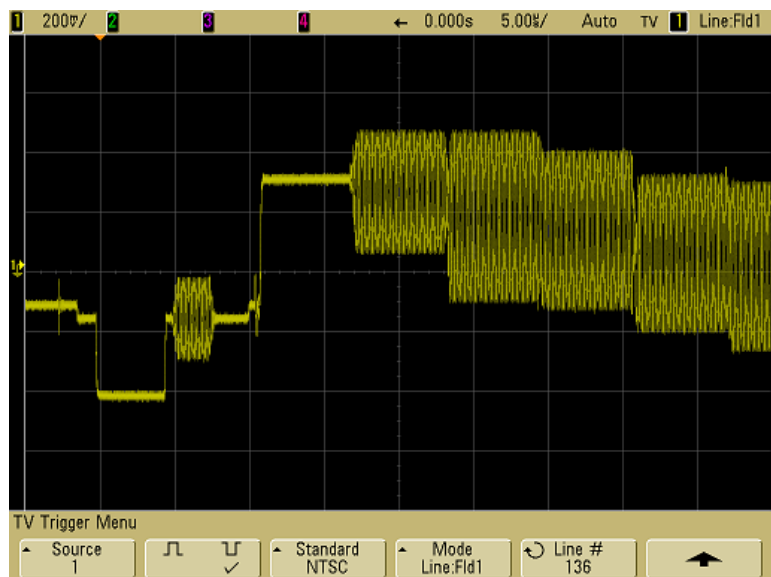 1 200▽/ 2 3 4 ← 0.000s 5.00㎲/ Auto TV 1 Line:Fld1
1
TV Trigger Menu
Source Standard Mode Line #
1 ✓ NTSC Line:Fld1 136